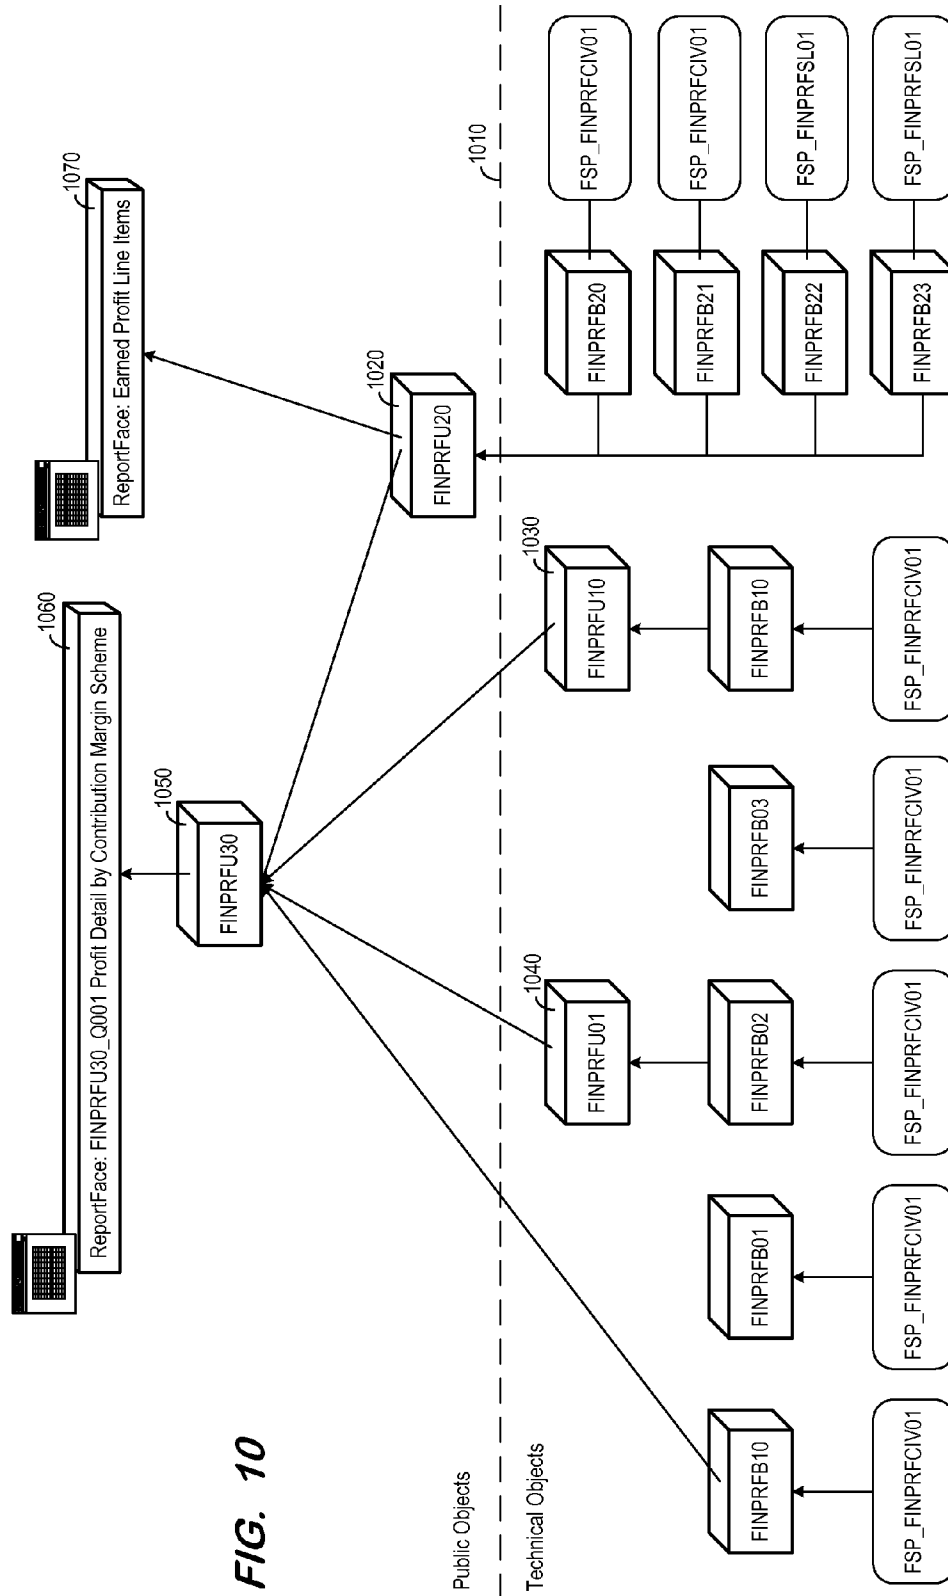 FIG. 10
1060
ReportFace: FINPRFU30_Q001 Profit Detail by Contribution Margin Scheme
1070
ReportFace: Earned Profit Line Items
1050
FINPRFU30
1020
FINPRFU20
Public Objects
1010
Technical Objects
1040
FINPRFU01
1030
FINPRFU10
FINPRFB20
FSP_FINPRFCIV01
FINPRFB21
FSP_FINPRFCIV01
FINPRFB22
FSP_FINPRFSL01
FINPRFB23
FSP_FINPRFSL01
FINPRFB10
FINPRFB01
FINPRFB02
FINPRFB03
FINPRFB10
FSP_FINPRFCIV01
FSP_FINPRFCIV01
FSP_FINPRFCIV01
FSP_FINPRFCIV01
FSP_FINPRFCIV01